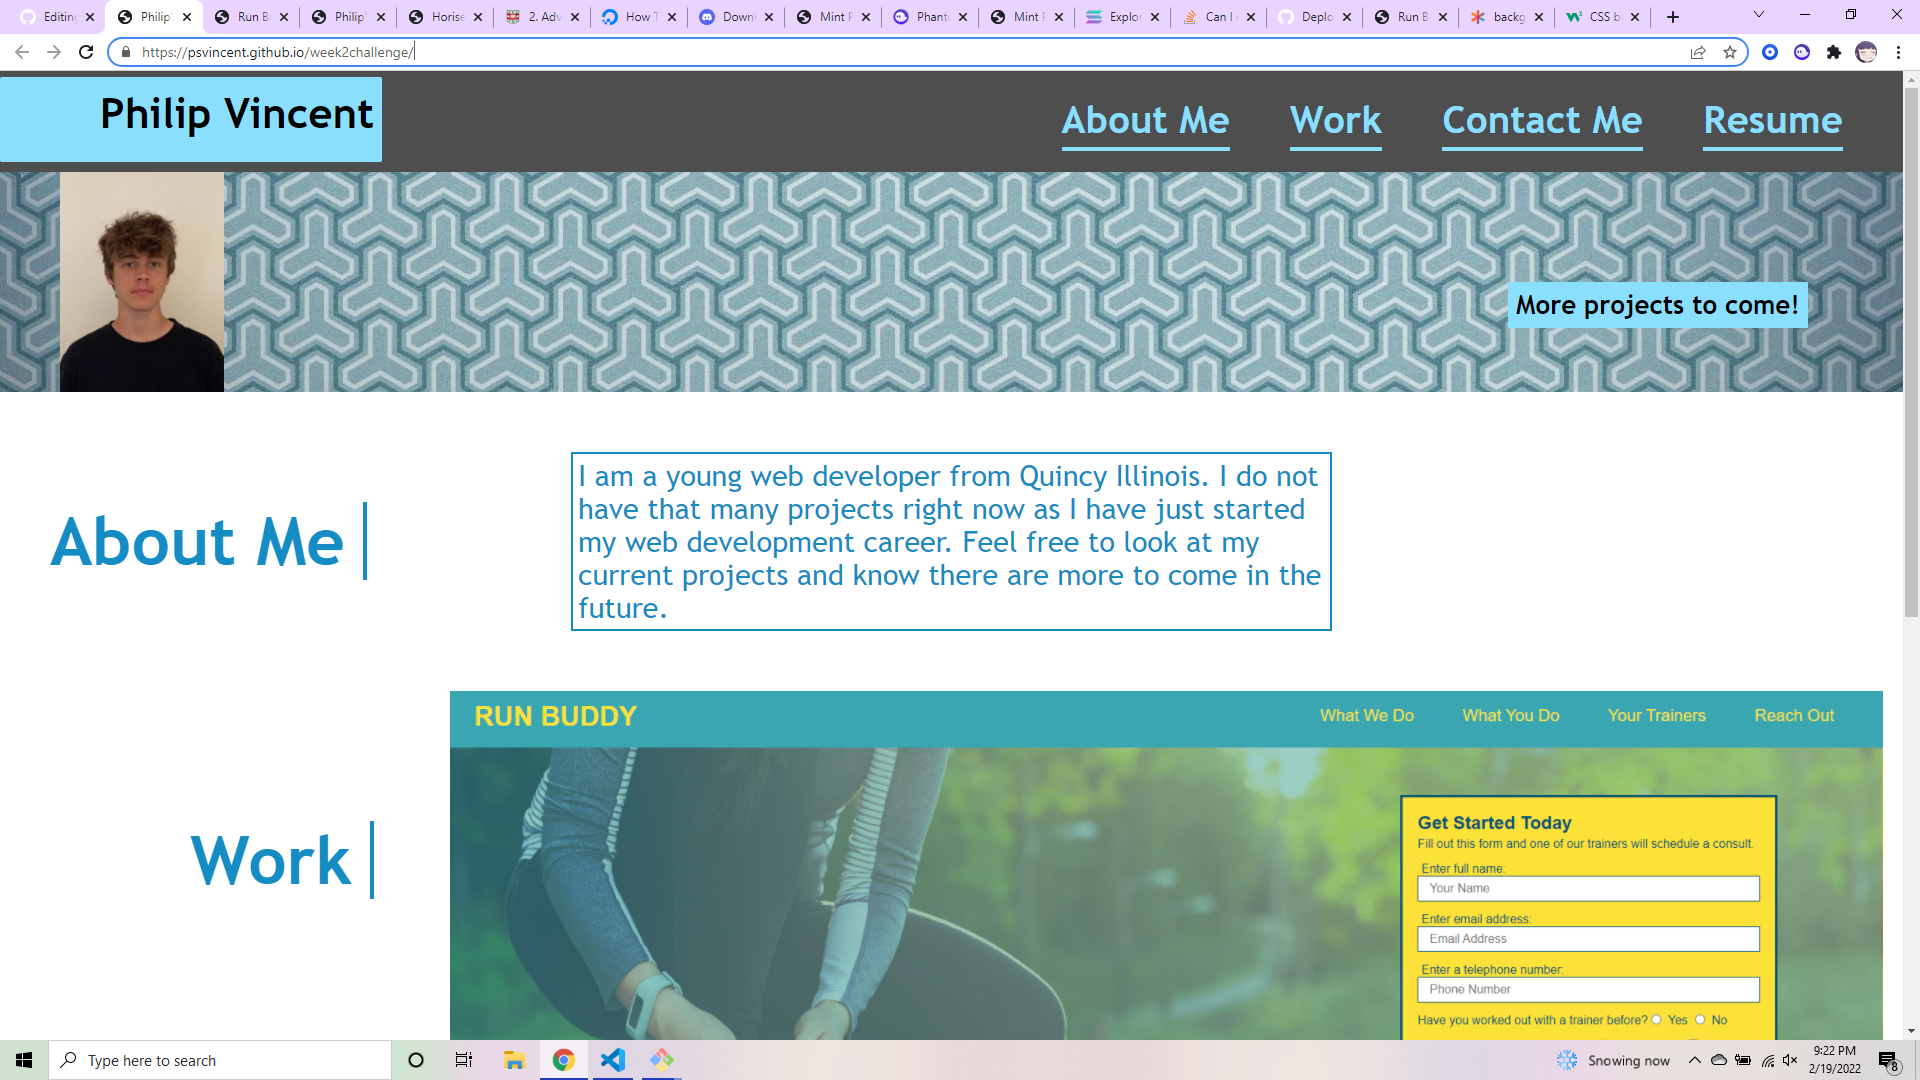 Editing
Philip'
Run B
Philip'
Horise
2. Adv
How T
Downl
Mint P
Phanto
Mint P
Explor
Can I
Deplo
Run B
backg
CSS b
https://psvincent.github.io/week2challenge/
Philip Vincent
About Me
Work
Contact Me
Resume
More projects to come!
I am a young web developer from Quincy Illinois. I do not
have that many projects right now as I have just started
my web development career. Feel free to look at my
current projects and know there are more to come in the
future.
About Me
RUN BUDDY
What We Do
What You Do
Your Trainers
Reach Out
Work
Get Started Today
Fill out this form and one of our trainers will schedule a consult.
Enter full name:
Your Name
Enter email address:
Email Address
Enter a telephone number:
Phone Number
Have you worked out with a trainer before? Yes No
Type here to search
Snowing now
9:22 PM
2/19/2022
8